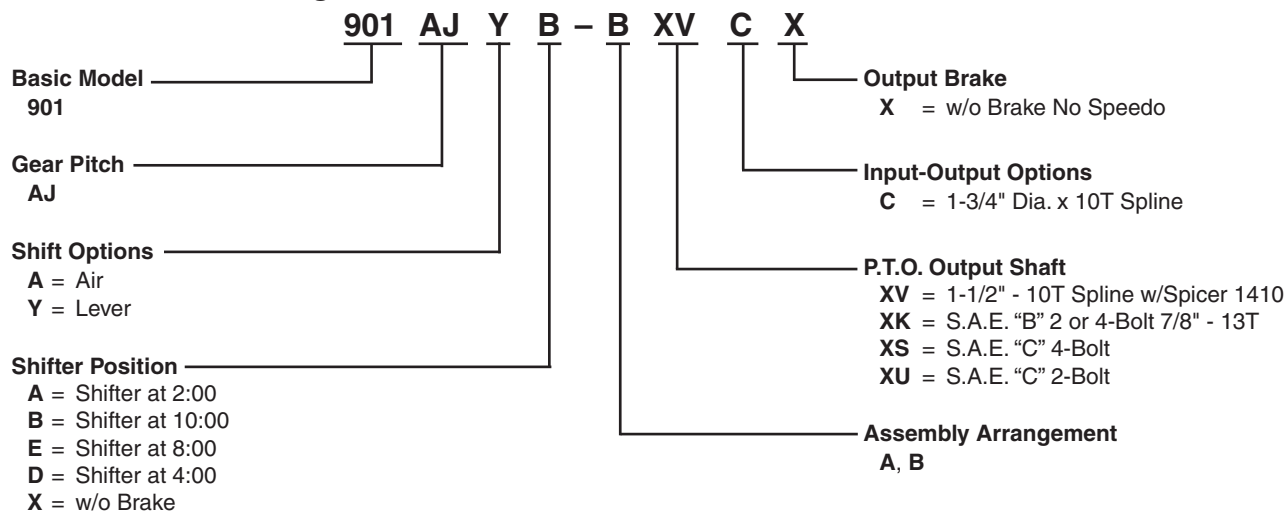 901 AJ Y B – B XV C X
Basic Model
901
Gear Pitch
AJ
Shift Options
A = Air
Y = Lever
Shifter Position
A = Shifter at 2:00
B = Shifter at 10:00
E = Shifter at 8:00
D = Shifter at 4:00
X = w/o Brake
Output Brake
X = w/o Brake No Speedo
Input-Output Options
C = 1-3/4" Dia. x 10T Spline
P.T.O. Output Shaft
XV = 1-1/2" - 10T Spline w/Spicer 1410
XK = S.A.E. “B” 2 or 4-Bolt 7/8" - 13T
XS = S.A.E. “C” 4-Bolt
XU = S.A.E. “C” 2-Bolt
Assembly Arrangement
A, B